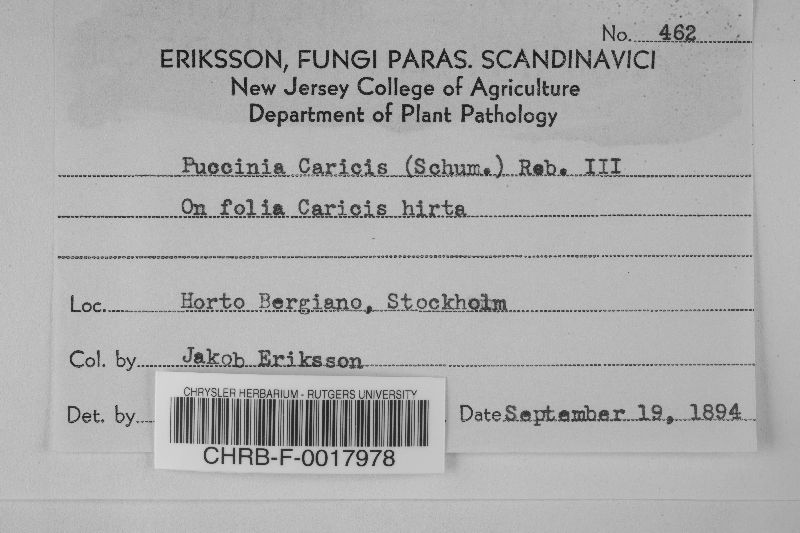 No. 462
ERIKSSON, FUNGI PARAS. SCANDINAVICI
New Jersey College of Agriculture
Department of Plant Pathology
Puccinia Caricis (Schum.) Reb. III
On folia Caricis hirta
Loc. Horto Bergiano, Stockholm
Col. by Jakob Eriksson
Det. by Date September 19, 1894
CHRYSLER HERBARIUM - RUTGERS UNIVERSITY
CHRB-F-0017978